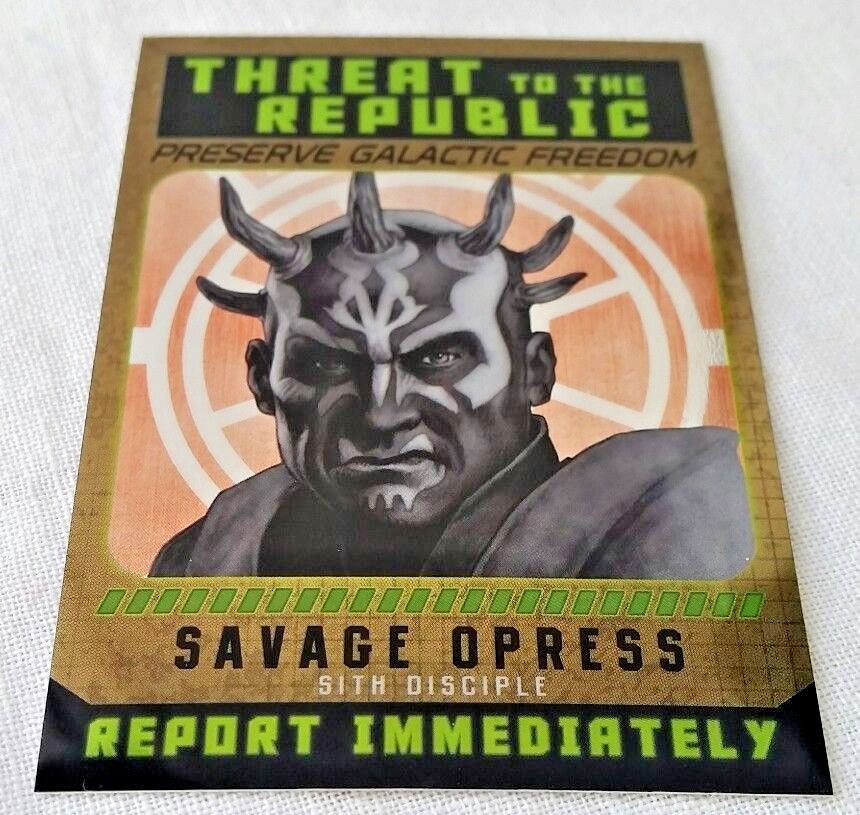 THREAT TO THE
REPUBLIC
PRESERVE GALACTIC FREEDOM
SAVAGE OPRESS
SITH DISCIPLE
REPORT IMMEDIATELY